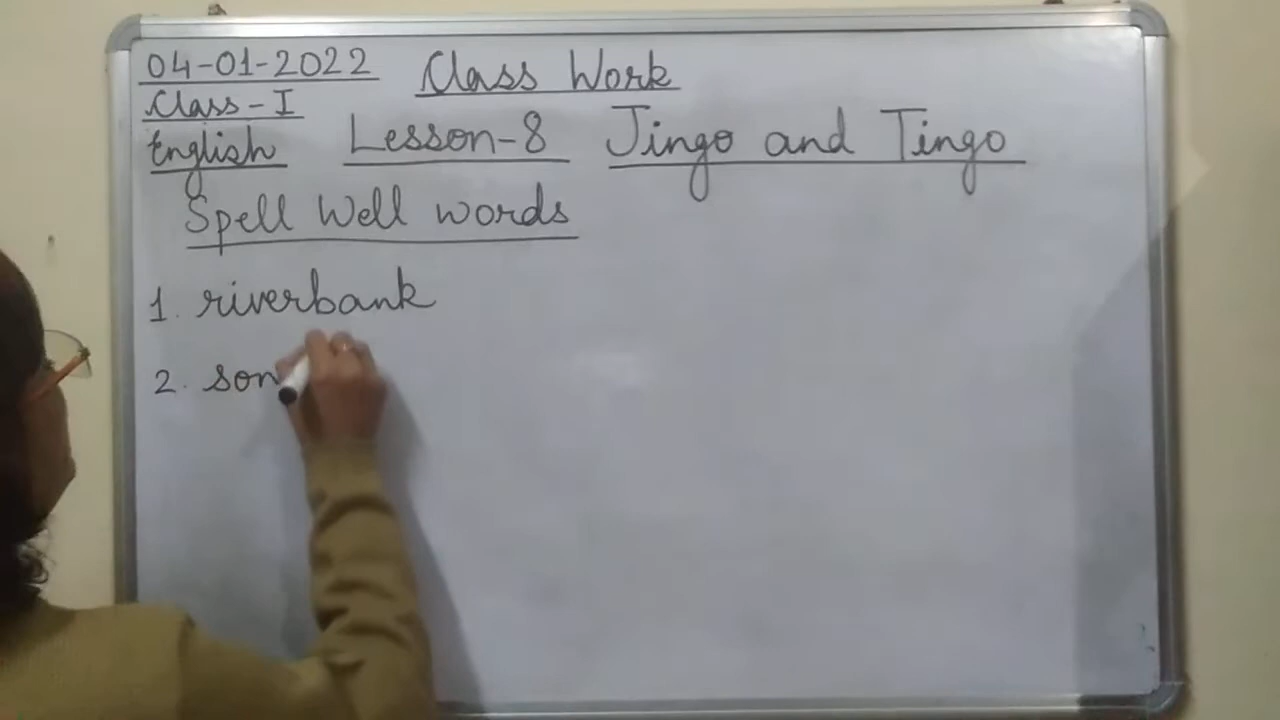 04-01-2022 Class Work
Class-I
English Lesson-8 Jingo and Tingo
Spell Well words
1. riverbank
2. son